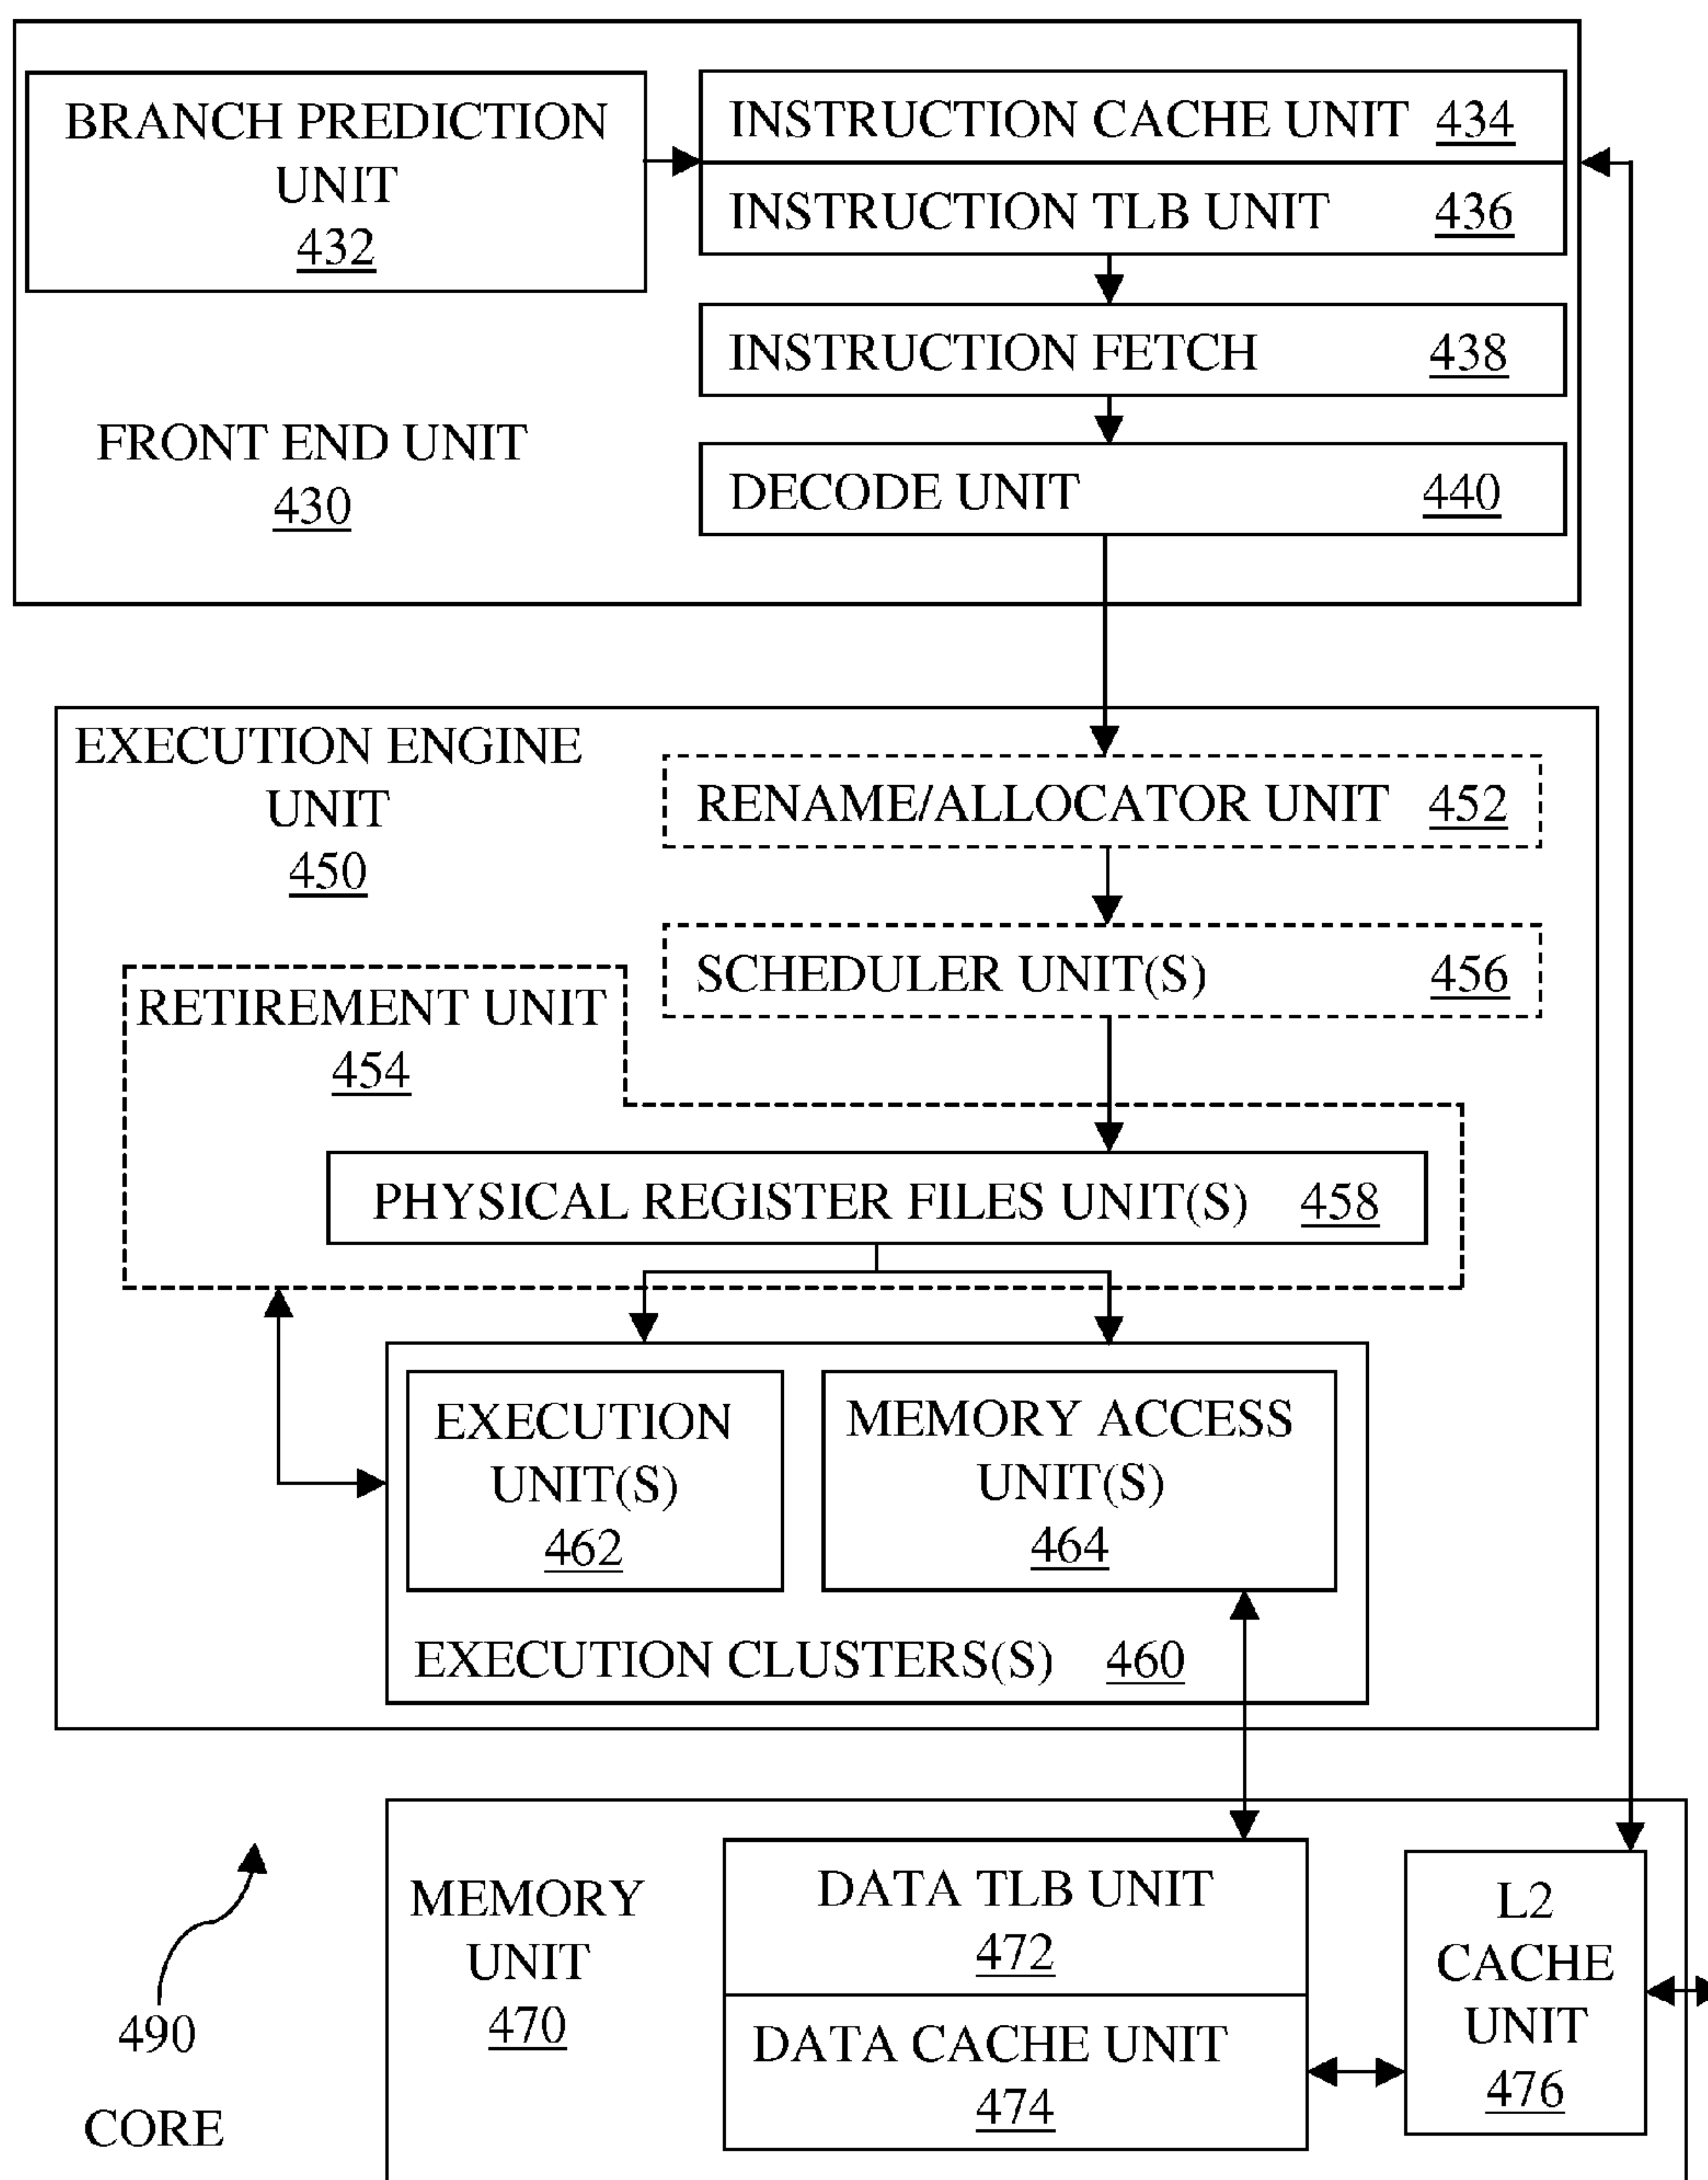 BRANCH PREDICTION
UNIT
432
INSTRUCTION CACHE UNIT 434
INSTRUCTION TLB UNIT 436
INSTRUCTION FETCH 438
FRONT END UNIT
430
DECODE UNIT 440
EXECUTION ENGINE
UNIT
450
RENAME/ALLOCATOR UNIT 452
SCHEDULER UNIT(S) 456
RETIREMENT UNIT
454
PHYSICAL REGISTER FILES UNIT(S) 458
EXECUTION
UNIT(S)
462
MEMORY ACCESS
UNIT(S)
464
EXECUTION CLUSTERS(S) 460
MEMORY
UNIT
470
DATA TLB UNIT
472
DATA CACHE UNIT
474
L2
CACHE
UNIT
476
490
CORE